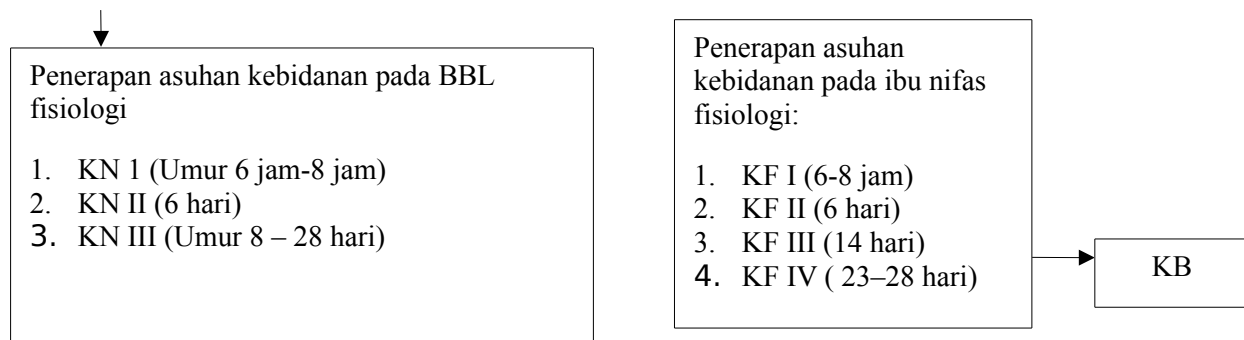 Penerapan asuhan kebidanan pada BBL
fisiologi
1. KN 1 (Umur 6 jam-8 jam)
2. KN II (6 hari)
3. KN III (Umur 8 – 28 hari)
Penerapan asuhan
kebidanan pada ibu nifas
fisiologi:
1. KF I (6-8 jam)
2. KF II (6 hari)
3. KF III (14 hari)
4. KF IV ( 23–28 hari)
KB